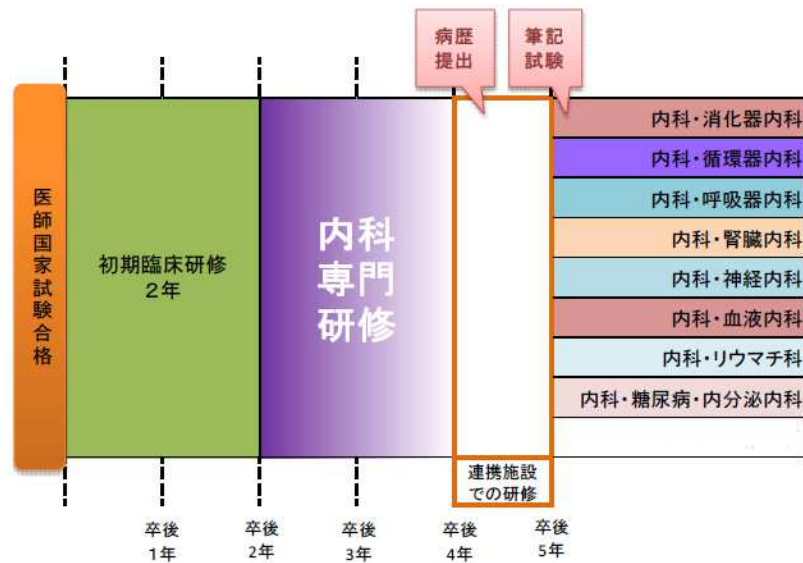 病歴
提出
筆記
試験
医師国家試験合格
初期臨床研修
2年
内科
専門
研修
内科・消化器内科
内科・循環器内科
内科・呼吸器内科
内科・腎臓内科
内科・神経内科
内科・血液内科
内科・リウマチ科
内科・糖尿病・内分泌内科
連携施設
での研修
卒後
1年
卒後
2年
卒後
3年
卒後
4年
卒後
5年